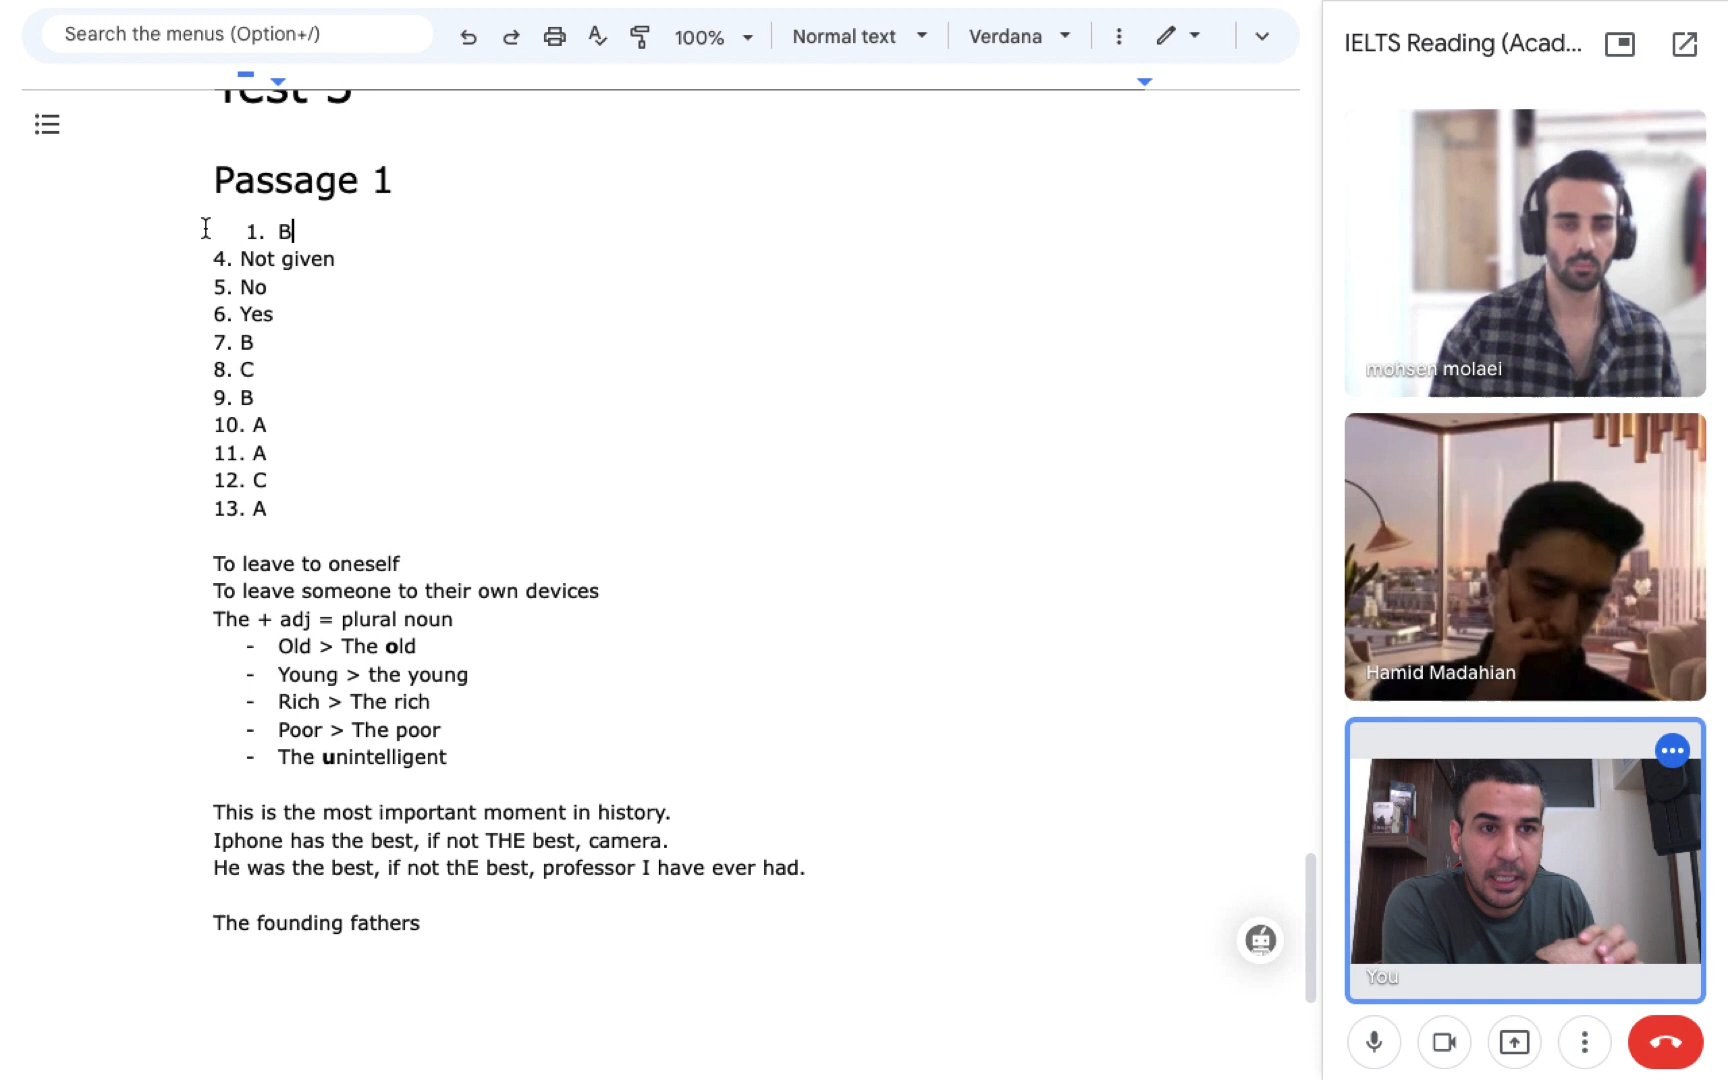 Search the menus (Option+/)
100%
Normal text
Verdana
IELTS Reading (Acad...
Test 3
Passage 1
1. B
4. Not given
5. No
6. Yes
7. B
8. C
9. B
10. A
11. A
12. C
13. A
To leave to oneself
To leave someone to their own devices
The + adj = plural noun
- Old > The old
- Young > the young
- Rich > The rich
- Poor > The poor
- The unintelligent
This is the most important moment in history.
Iphone has the best, if not THE best, camera.
He was the best, if not thE best, professor I have ever had.
The founding fathers
mohsen molaei
Hamid Madahian
You